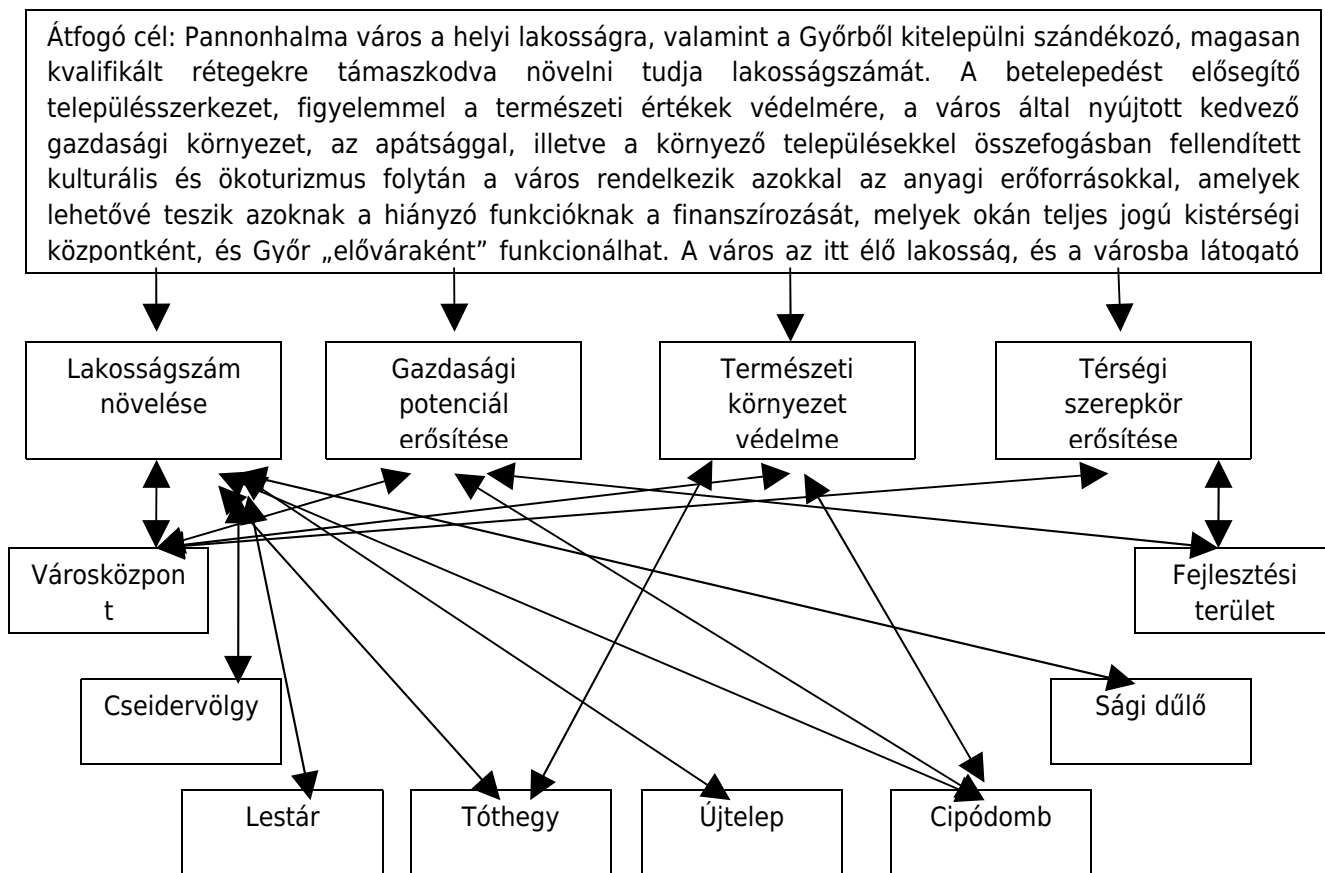 Átfogó cél: Pannonhalma város a helyi lakosságra, valamint a Győrből kitelepülni szándékozó, magasan
kvalifikált rétegekre támaszkodva növelni tudja lakosságszámát. A betelepedést elősegítő
településszerkezet, figyelemmel a természeti értékek védelmére, a város által nyújtott kedvező
gazdasági környezet, az apátsággal, illetve a környező településekkel összefogásban fellendített
kulturális és ökoturizmus folytán a város rendelkezik azokkal az anyagi erőforrásokkal, amelyek
lehetővé teszik azoknak a hiányzó funkcióknak a finanszírozását, melyek okán teljes jogú kistérségi
központként, és Győr „előváraként” funkcionálhat. A város az itt élő lakosság, és a városba látogató
Lakosságszám
növelése
Gazdasági
potenciál
erősítése
Természeti
környezet
védelme
Térségi
szerepkör
erősítése
Városközpon
t
Fejlesztési
terület
Cseidervölgy
Sági dűlő
Lestár
Tóthegy
Újtelep
Cipódomb